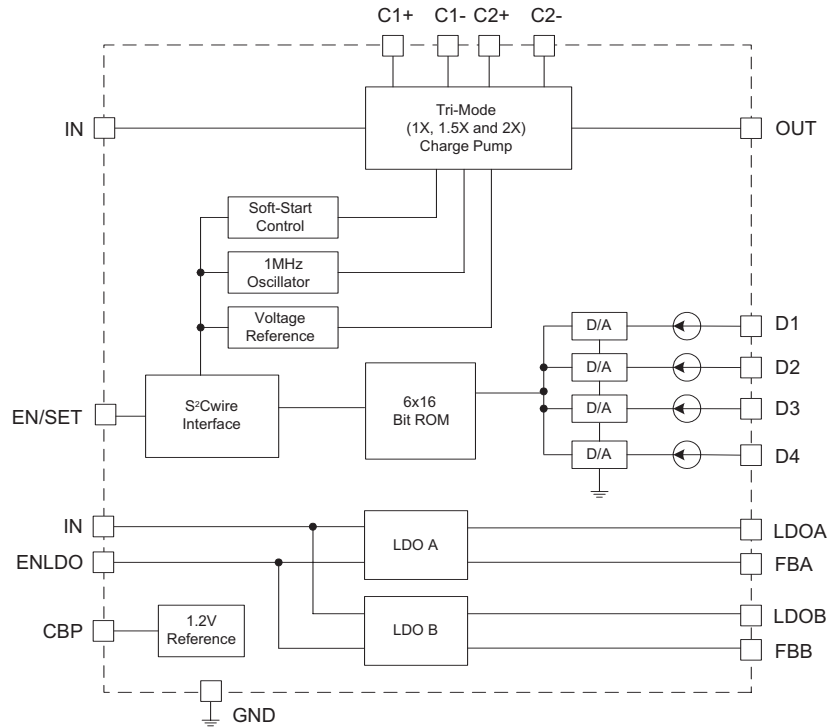 C1+ C1- C2+ C2-
IN
Tri-Mode
(1X, 1.5X and 2X)
Charge Pump
OUT
Soft-Start
Control
1MHz
Oscillator
Voltage
Reference
D/A
D1
D/A
D2
D/A
D3
D/A
D4
EN/SET
S²Cwire
Interface
6x16
Bit ROM
IN
ENLDO
LDO A
LDOA
FBA
CBP
1.2V
Reference
LDO B
LDOB
FBB
GND